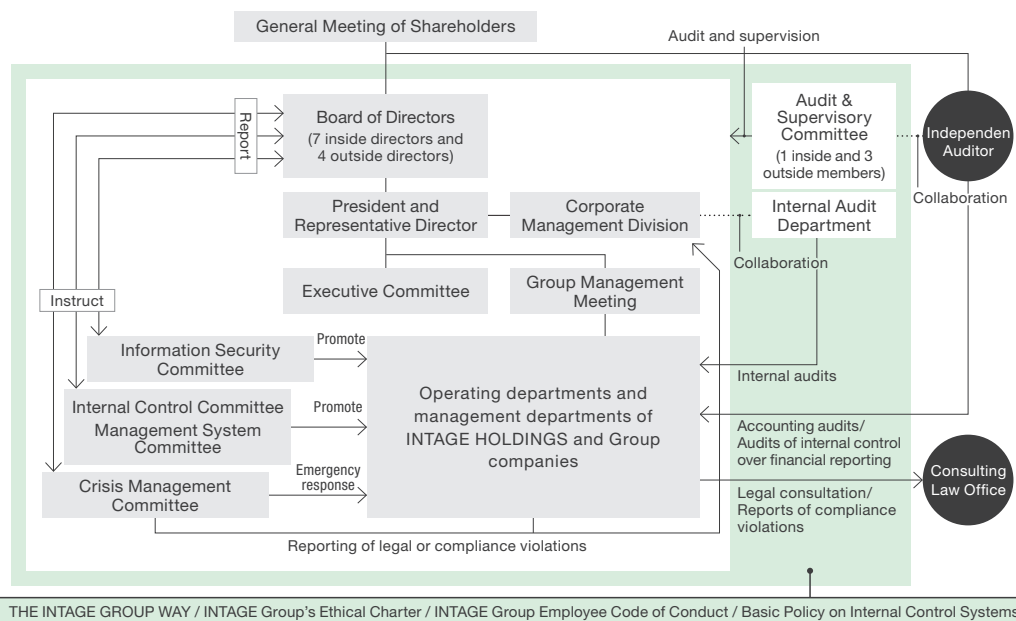 General Meeting of Shareholders
Audit and supervision
Report
Board of Directors
(7 inside directors and
4 outside directors)
Audit &
Supervisory
Committee
(1 inside and 3
outside members)
Independen
Auditor
Collaboration
President and
Representative Director
Corporate
Management Division
Internal Audit
Department
Collaboration
Executive Committee
Group Management
Meeting
Instruct
Information Security
Committee
Promote
Internal Control Committee
Management System
Committee
Promote
Crisis Management
Committee
Emergency
response
Operating departments and
management departments of
INTAGE HOLDINGS and Group
companies
Internal audits
Accounting audits/
Audits of internal control
over financial reporting
Legal consultation/
Reports of compliance
violations
Consulting
Law Office
Reporting of legal or compliance violations
THE INTAGE GROUP WAY / INTAGE Group's Ethical Charter / INTAGE Group Employee Code of Conduct / Basic Policy on Internal Control Systems